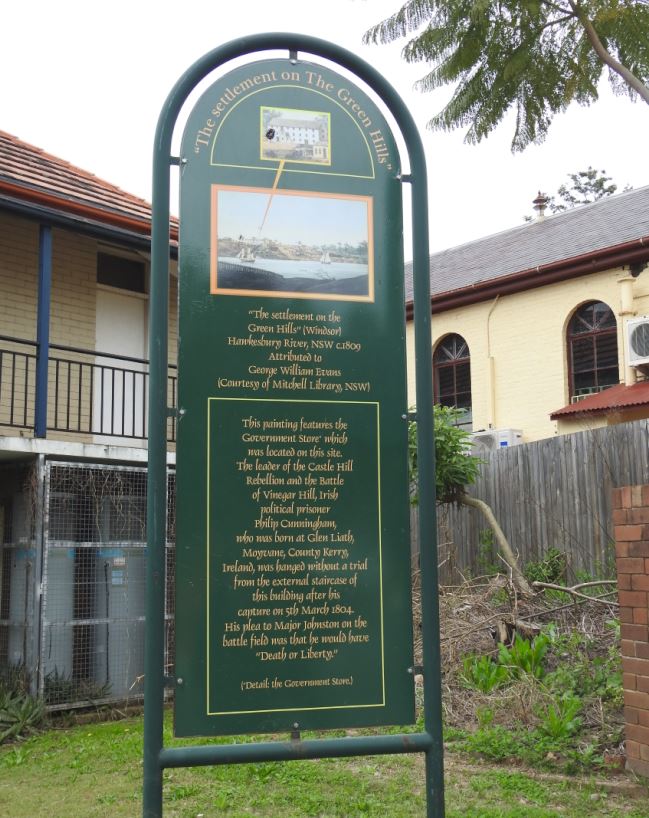 "The settlement on The Green Hills"
"The settlement on the
Green Hills" (Windsor)
Hawkesbury River, NSW c.1809
Attributed to
George William Evans
(Courtesy of Mitchell Library, NSW)
This painting features the
Government Store* which
was located on this site.
The leader of the Castle Hill
Rebellion and the Battle
of Vinegar Hill, Irish
political prisoner
Philip Cunningham,
who was born at Glen Liath,
Moyvane, County Kerry,
Ireland, was hanged without a trial
from the external staircase of
this building after his
capture on 5th March 1804.
His plea to Major Johnston on the
battle field was that he would have
"Death or Liberty."
(*Detail: the Government Store.)